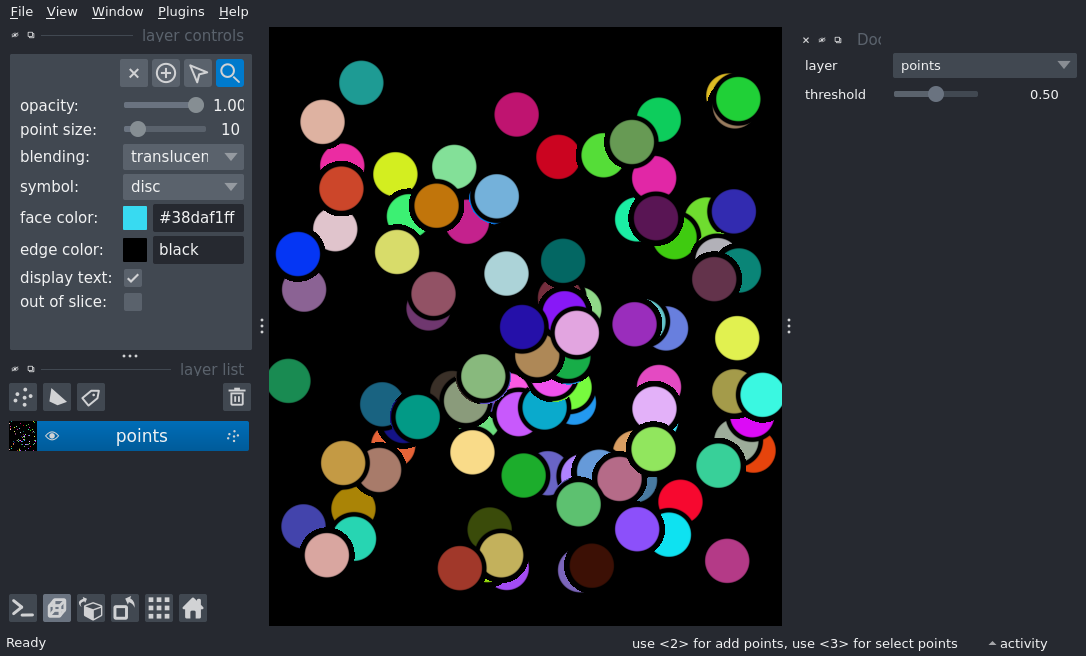 File View Window Plugins Help
layer controls
opacity: 1.00
point size: 10
blending: translucen
symbol: disc
face color: #38daf1ff
edge color: black
display text:
out of slice:
layer list
points
Ready
Doc
layer points
threshold 0.50
use <2> for add points, use <3> for select points activity